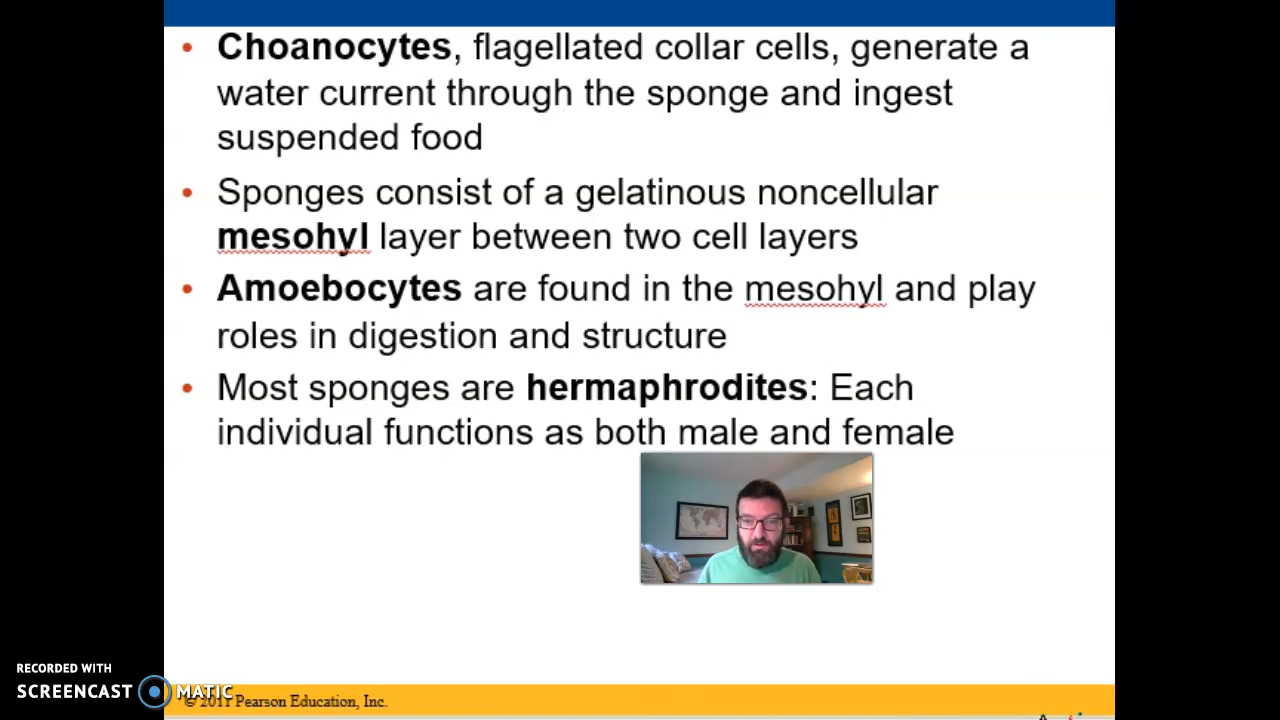 • Choanocytes, flagellated collar cells, generate a
water current through the sponge and ingest
suspended food
• Sponges consist of a gelatinous noncellular
mesohyl layer between two cell layers
• Amoebocytes are found in the mesohyl and play
roles in digestion and structure
• Most sponges are hermaphrodites: Each
individual functions as both male and female
RECORDED WITH
SCREENCAST MATIC
© 2011 Pearson Education, Inc.